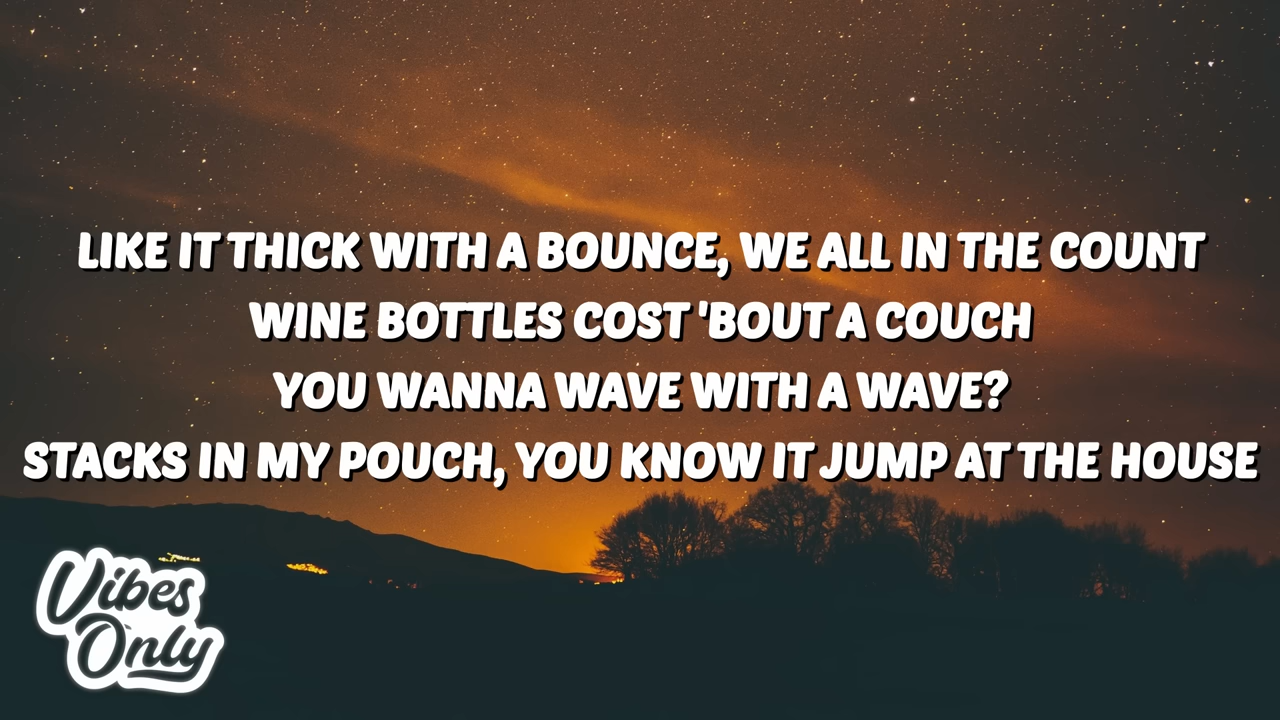 LIKE IT THICK WITH A BOUNCE, WE ALL IN THE COUNT
WINE BOTTLES COST 'BOUT A COUCH
YOU WANNA WAVE WITH A WAVE?
STACKS IN MY POUCH, YOU KNOW IT JUMP AT THE HOUSE
Vibes
Only